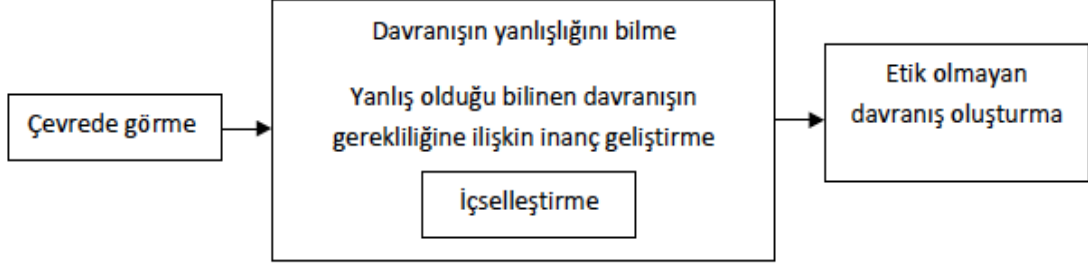 Çevrede görme
Davranışın yanlışlığını bilme
Yanlış olduğu bilinen davranışın
gerekliliğine ilişkin inanç geliştirme
İçselleştirme
Etik olmayan
davranış oluşturma